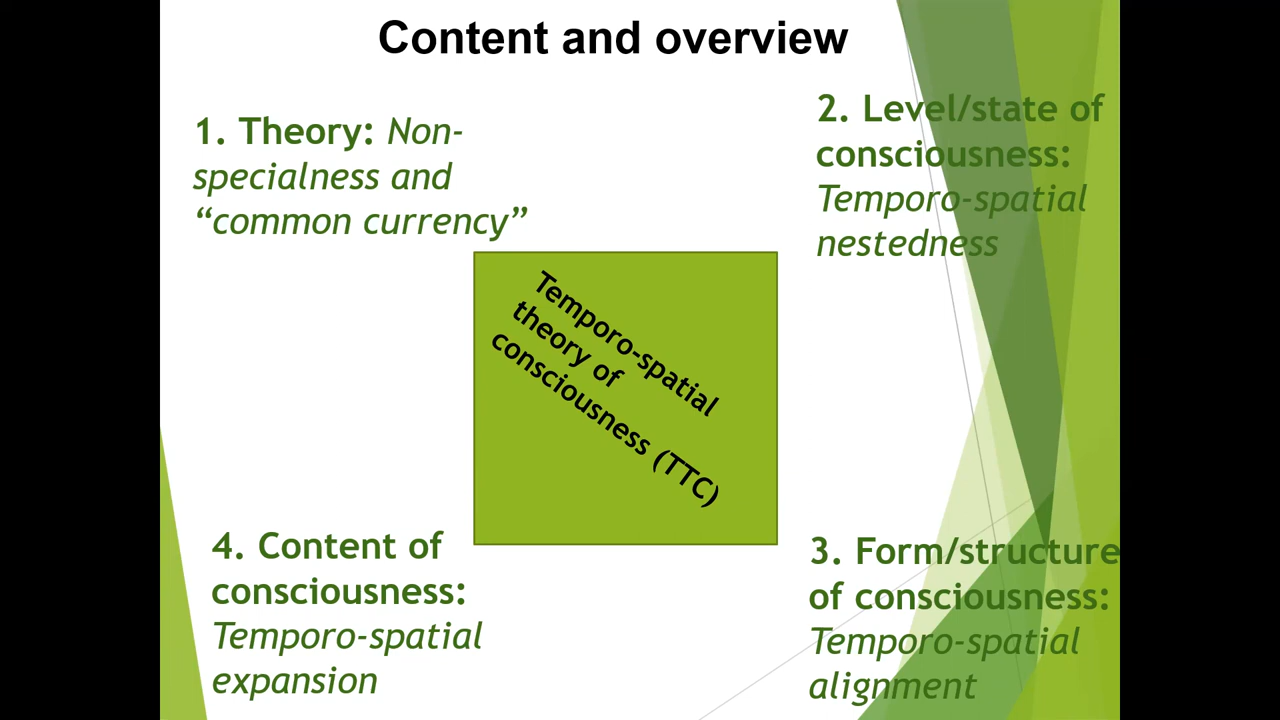 Content and overview
1. Theory: Non-
specialness and
“common currency”
2. Level/state of
consciousness:
Temporo-spatial
nestedness
Temporo-spatial
theory of
consciousness (TTC)
4. Content of
consciousness:
Temporo-spatial
expansion
3. Form/structure
of consciousness:
Temporo-spatial
alignment